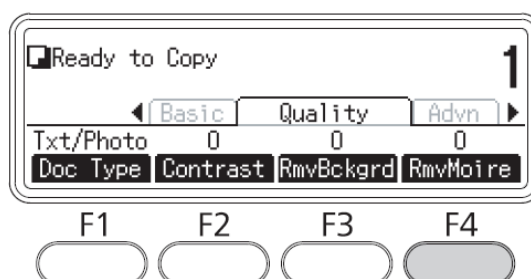 Ready to Copy 1
Basic Quality Advn
Txt/Photo 0 0 0
Doc Type Contrast RmvBckgrd RmvMoire
F1 F2 F3 F4